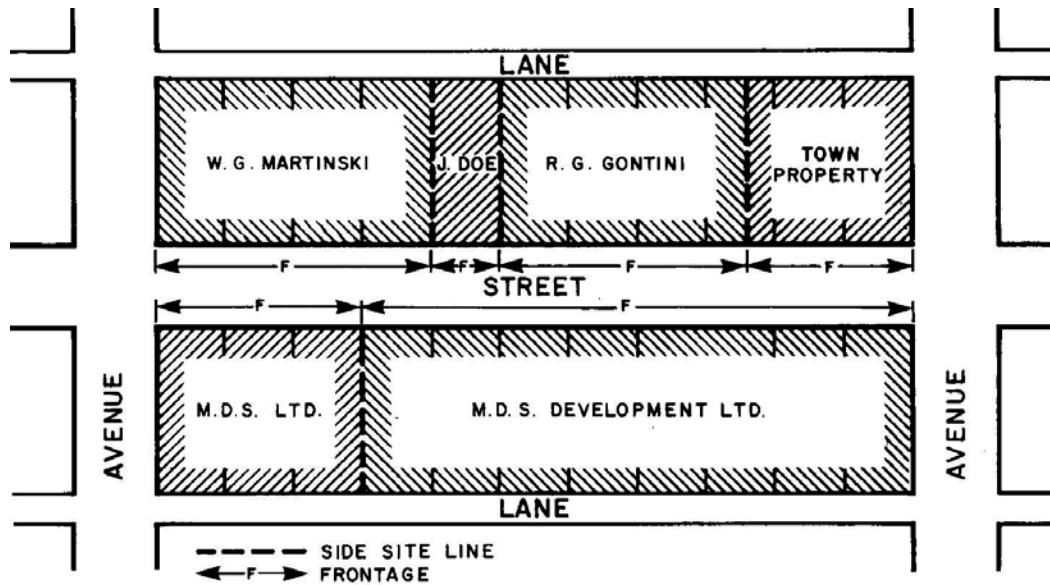 LANE
W. G. MARTINSKI
J. DOE
R. G. GONTINI
TOWN
PROPERTY
F
F
F
F
STREET
F
F
AVENUE
M.D.S. LTD.
M.D.S. DEVELOPMENT LTD.
AVENUE
LANE
SIDE SITE LINE
F
FRONTAGE